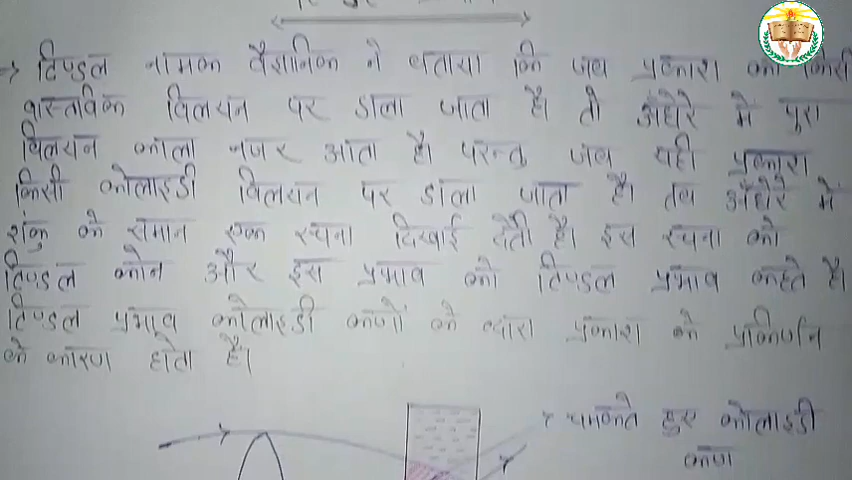 → टिण्डल नामक वैज्ञानिक ने बताया कि जब प्रकाश को किसी
वास्तविक विलयन पर डाला जाता है। तो अंधेरे में पुरा
विलयन काला नजर आता है। परन्तु जब यही प्रकाश
किसी कोलाइडी विलयन पर डाला जाता है। तब अँधेरे में
शंकु के समान एक रचना दिखाई देती है। इस रचना को
टिण्डल कोन और इस प्रभाव को टिण्डल प्रभाव कहते है।
टिण्डल प्रभाव कोलाइडी कणों के द्वारा प्रकाश के प्रकिर्णन
के कारण होता है।
चमकते हुए कोलाइडी
कण